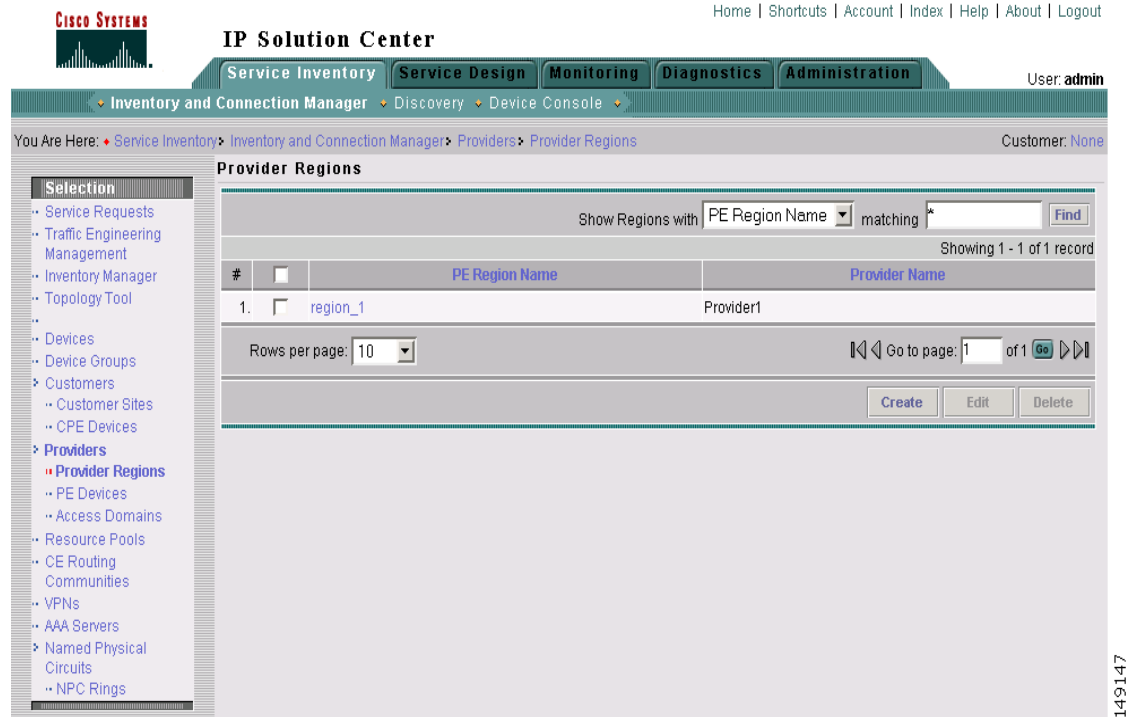 Home | Shortcuts | Account | Index | Help | About | Logout
CISCO SYSTEMS
IP Solution Center
Service Inventory Service Design Monitoring Diagnostics Administration
User: admin
Inventory and Connection Manager Discovery Device Console
You Are Here: Service Inventory Inventory and Connection Manager Providers Provider Regions
Customer: None
Selection
Service Requests
Traffic Engineering
Management
Inventory Manager
Topology Tool
Devices
Device Groups
Customers
Customer Sites
CPE Devices
Providers
Provider Regions
PE Devices
Access Domains
Resource Pools
CE Routing
Communities
VPNs
AAA Servers
Named Physical
Circuits
NPC Rings
Provider Regions
Show Regions with PE Region Name matching * Find
Showing 1 - 1 of 1 record
# PE Region Name Provider Name
1. region_1 Provider1
Rows per page: 10 Go to page: 1 of 1 Go
Create Edit Delete
149147